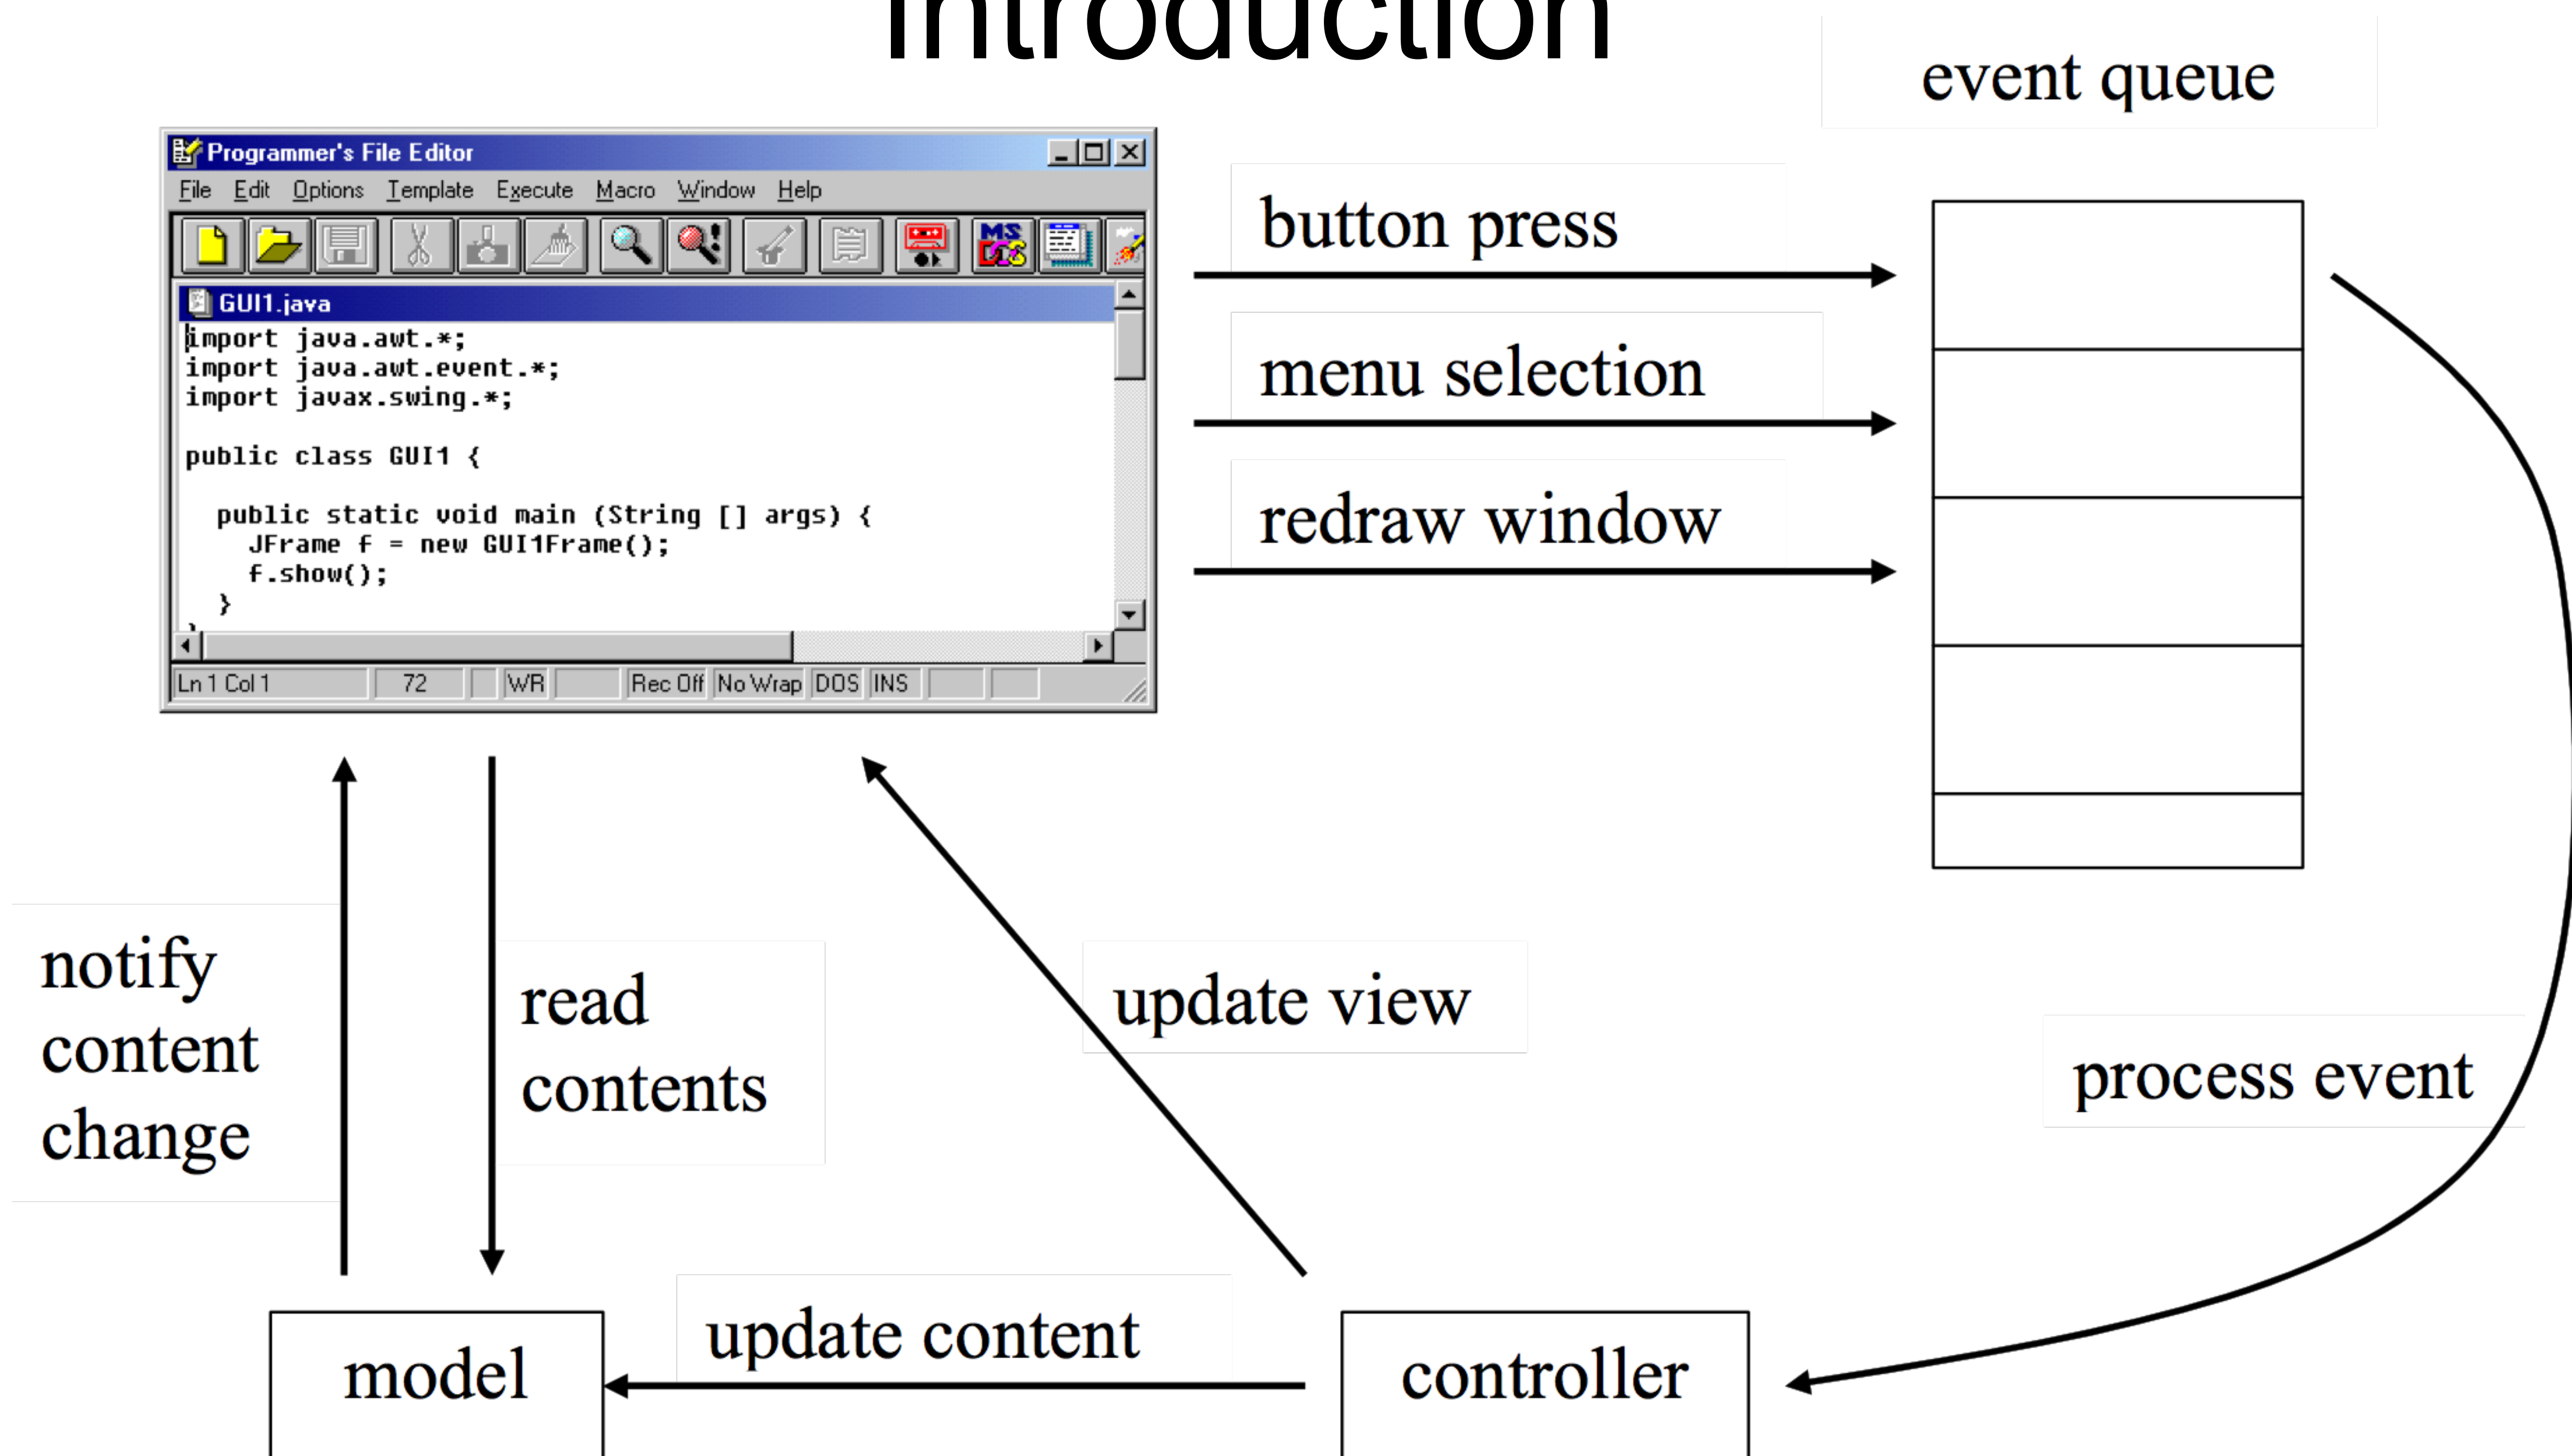 Introduction
event queue
Programmer's File Editor
File Edit Options Template Execute Macro Window Help
MS
DOS
GUI1.java
import java.awt.*;
import java.awt.event.*;
import javax.swing.*;
public class GUI1 {
public static void main (String [] args) {
JFrame f = new GUI1Frame();
f.show();
}
Ln 1 Col 1 72 WR Rec Off No Wrap DOS INS
button press
menu selection
redraw window
notify
content
change
read
contents
update view
process event
update content
model
controller